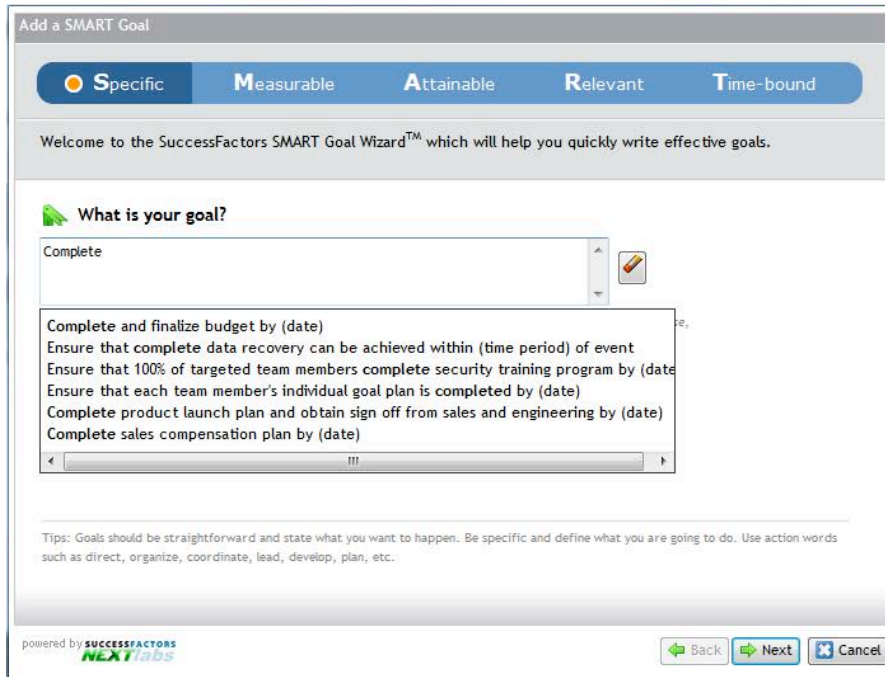 Add a SMART Goal
Specific Measurable Attainable Relevant Time-bound
Welcome to the SuccessFactors SMART Goal Wizard™ which will help you quickly write effective goals.
What is your goal?
Complete
Complete and finalize budget by (date)
Ensure that complete data recovery can be achieved within (time period) of event
Ensure that 100% of targeted team members complete security training program by (date
Ensure that each team member's individual goal plan is completed by (date)
Complete product launch plan and obtain sign off from sales and engineering by (date)
Complete sales compensation plan by (date)
Tips: Goals should be straightforward and state what you want to happen. Be specific and define what you are going to do. Use action words
such as direct, organize, coordinate, lead, develop, plan, etc.
powered by SUCCESSFACTORS
NEXTlabs
Back Next Cancel